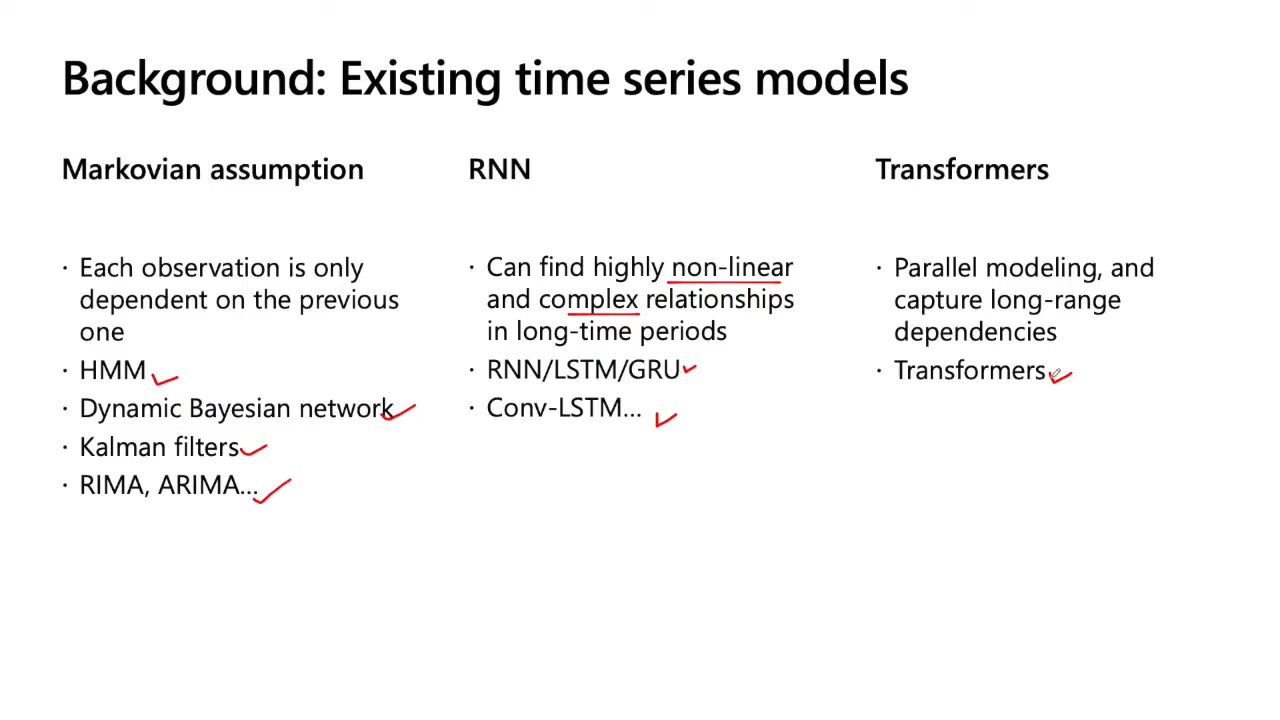 Background: Existing time series models
Markovian assumption
· Each observation is only
dependent on the previous
one
· HMM
· Dynamic Bayesian network
· Kalman filters
· RIMA, ARIMA...
RNN
· Can find highly non-linear
and complex relationships
in long-time periods
· RNN/LSTM/GRU
· Conv-LSTM...
Transformers
· Parallel modeling, and
capture long-range
dependencies
· Transformers